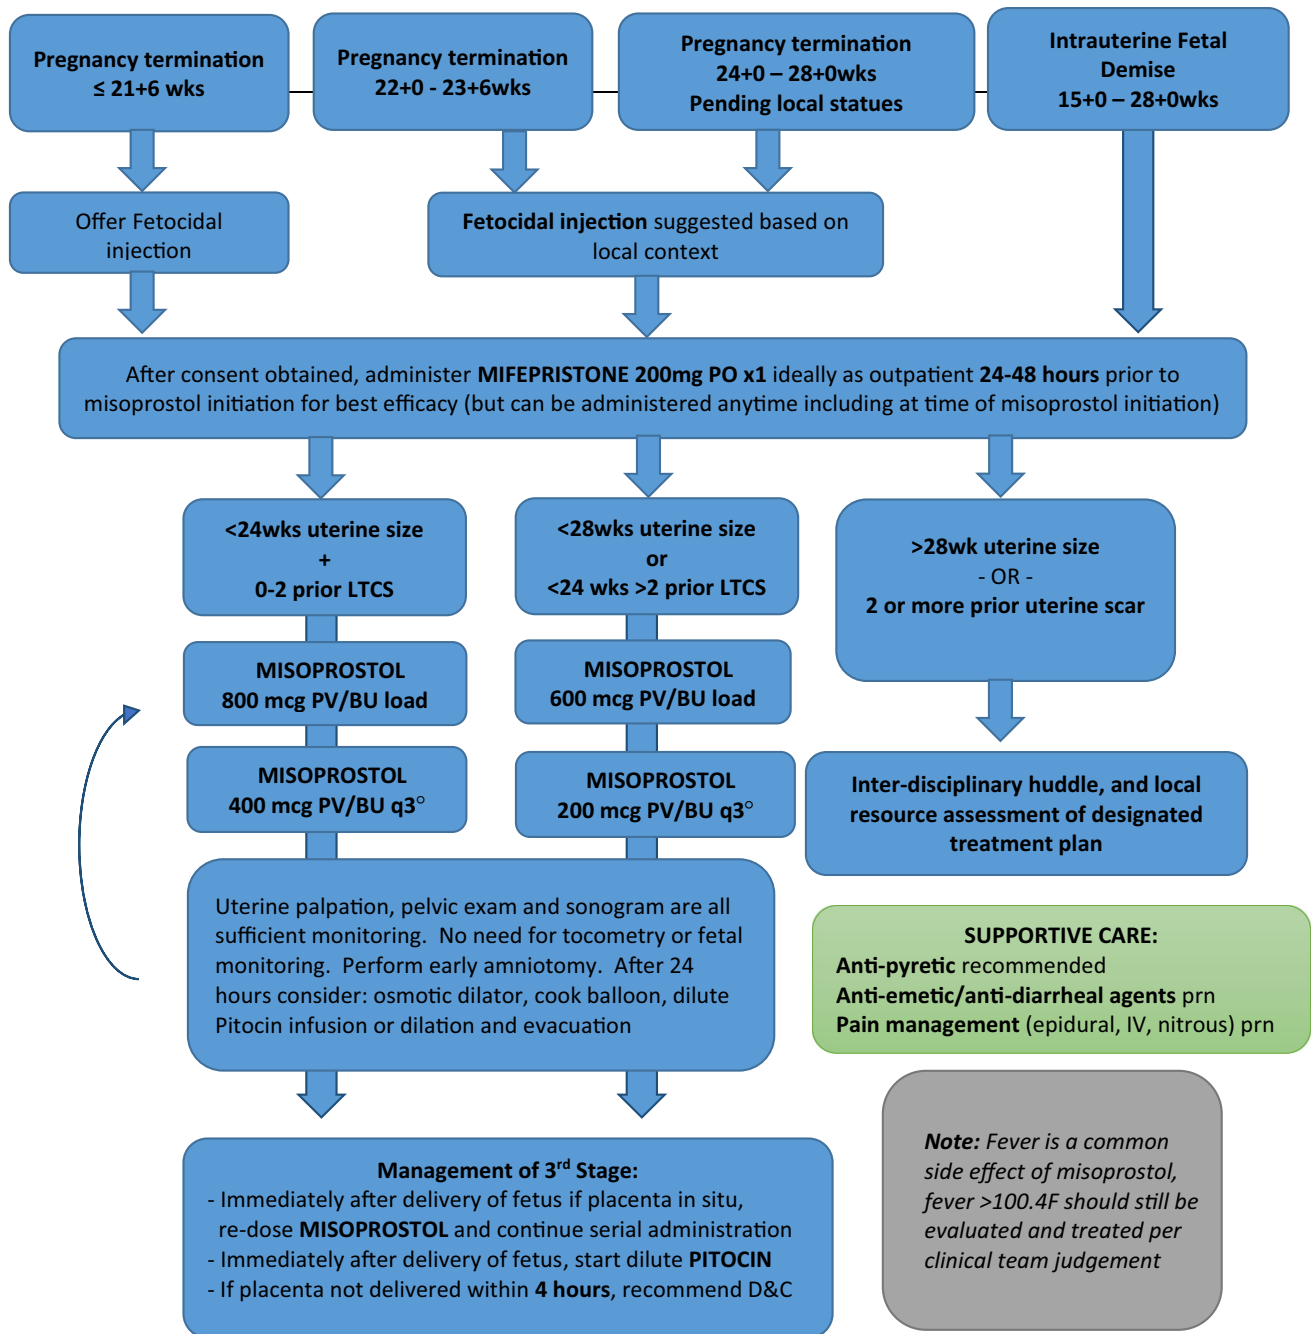 Pregnancy termination
≤ 21+6 wks
Pregnancy termination
22+0 - 23+6wks
Pregnancy termination
24+0 – 28+0wks
Pending local statues
Intrauterine Fetal
Demise
15+0 – 28+0wks
Offer Fetocidal
injection
Fetocidal injection suggested based on
local context
After consent obtained, administer MIFEPRISTONE 200mg PO x1 ideally as outpatient 24-48 hours prior to
misoprostol initiation for best efficacy (but can be administered anytime including at time of misoprostol initiation)
<24wks uterine size
+
0-2 prior LTCS
<28wks uterine size
or
<24 wks >2 prior LTCS
>28wk uterine size
- OR -
2 or more prior uterine scar
MISOPROSTOL
800 mcg PV/BU load
MISOPROSTOL
600 mcg PV/BU load
MISOPROSTOL
400 mcg PV/BU q3°
MISOPROSTOL
200 mcg PV/BU q3°
Inter-disciplinary huddle, and local
resource assessment of designated
treatment plan
Uterine palpation, pelvic exam and sonogram are all
sufficient monitoring. No need for tocometry or fetal
monitoring. Perform early amniotomy. After 24
hours consider: osmotic dilator, cook balloon, dilute
Pitocin infusion or dilation and evacuation
SUPPORTIVE CARE:
Anti-pyretic recommended
Anti-emetic/anti-diarrheal agents prn
Pain management (epidural, IV, nitrous) prn
Management of 3rd Stage:
- Immediately after delivery of fetus if placenta in situ,
re-dose MISOPROSTOL and continue serial administration
- Immediately after delivery of fetus, start dilute PITOCIN
- If placenta not delivered within 4 hours, recommend D&C
Note: Fever is a common
side effect of misoprostol,
fever >100.4F should still be
evaluated and treated per
clinical team judgement